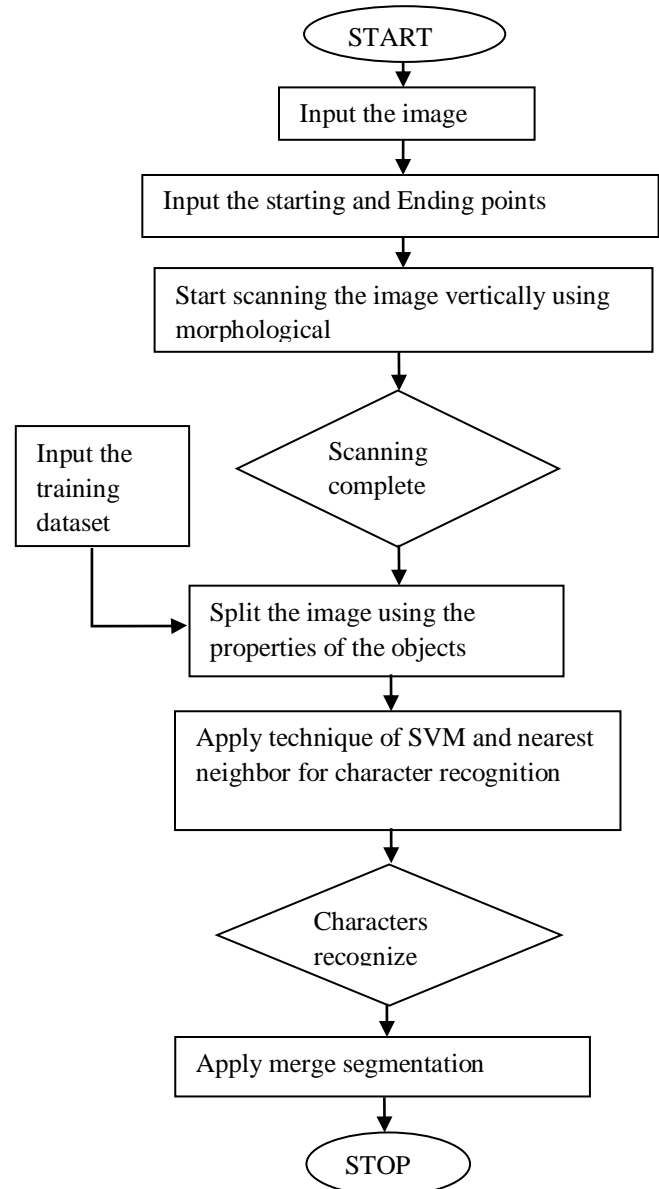 START
Input the image
Input the starting and Ending points
Start scanning the image vertically using
morphological
Scanning
complete
Input the
training
dataset
Split the image using the
properties of the objects
Apply technique of SVM and nearest
neighbor for character recognition
Characters
recognize
Apply merge segmentation
STOP